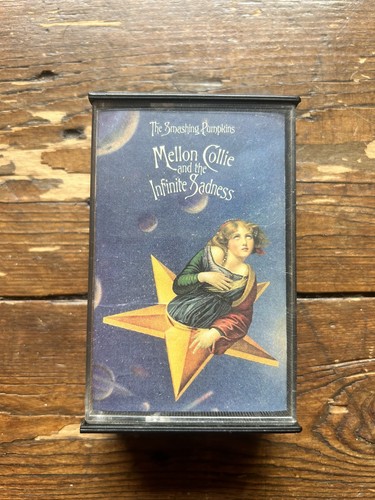 The Smashing Pumpkins
Mellon Collie
and the
Infinite Sadness